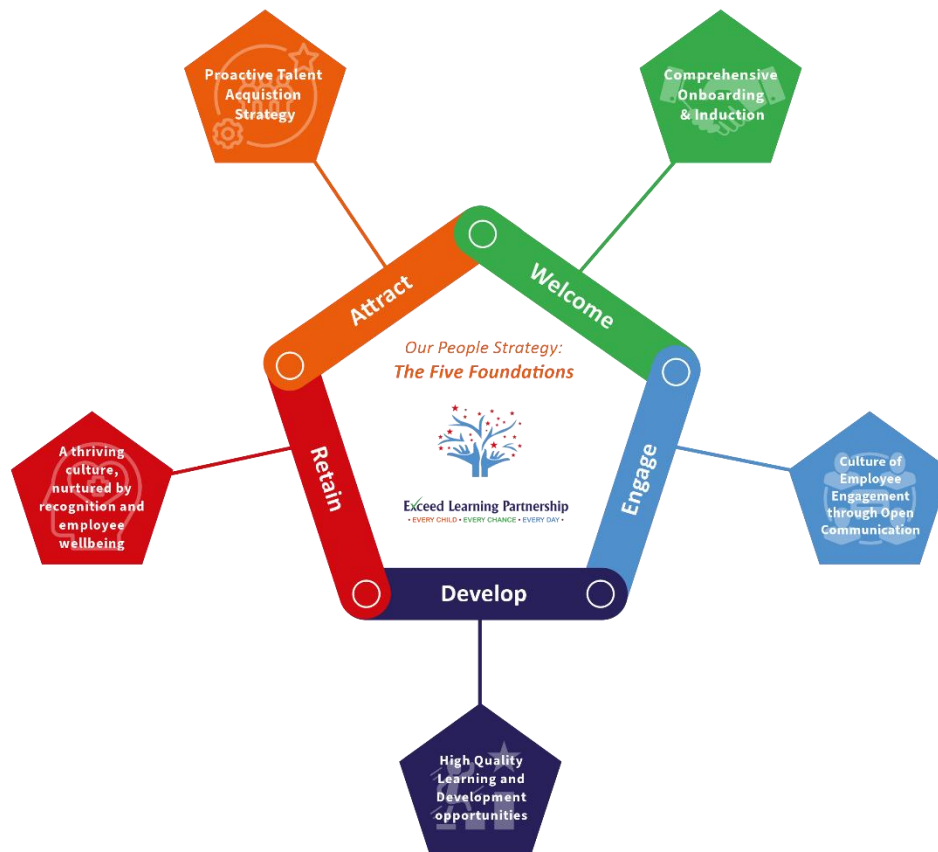 Proactive Talent
Acquistion
Strategy
Comprehensive
Onboarding
& Induction
Attract
Welcome
Our People Strategy:
The Five Foundations
Exceed Learning Partnership
• EVERY CHILD • EVERY CHANCE • EVERY DAY •
Retain
Engage
A thriving
culture,
nurtured by
recognition and
employee
wellbeing
Culture of
Employee
Engagement
through Open
Communication
Develop
High Quality
Learning and
Development
opportunities